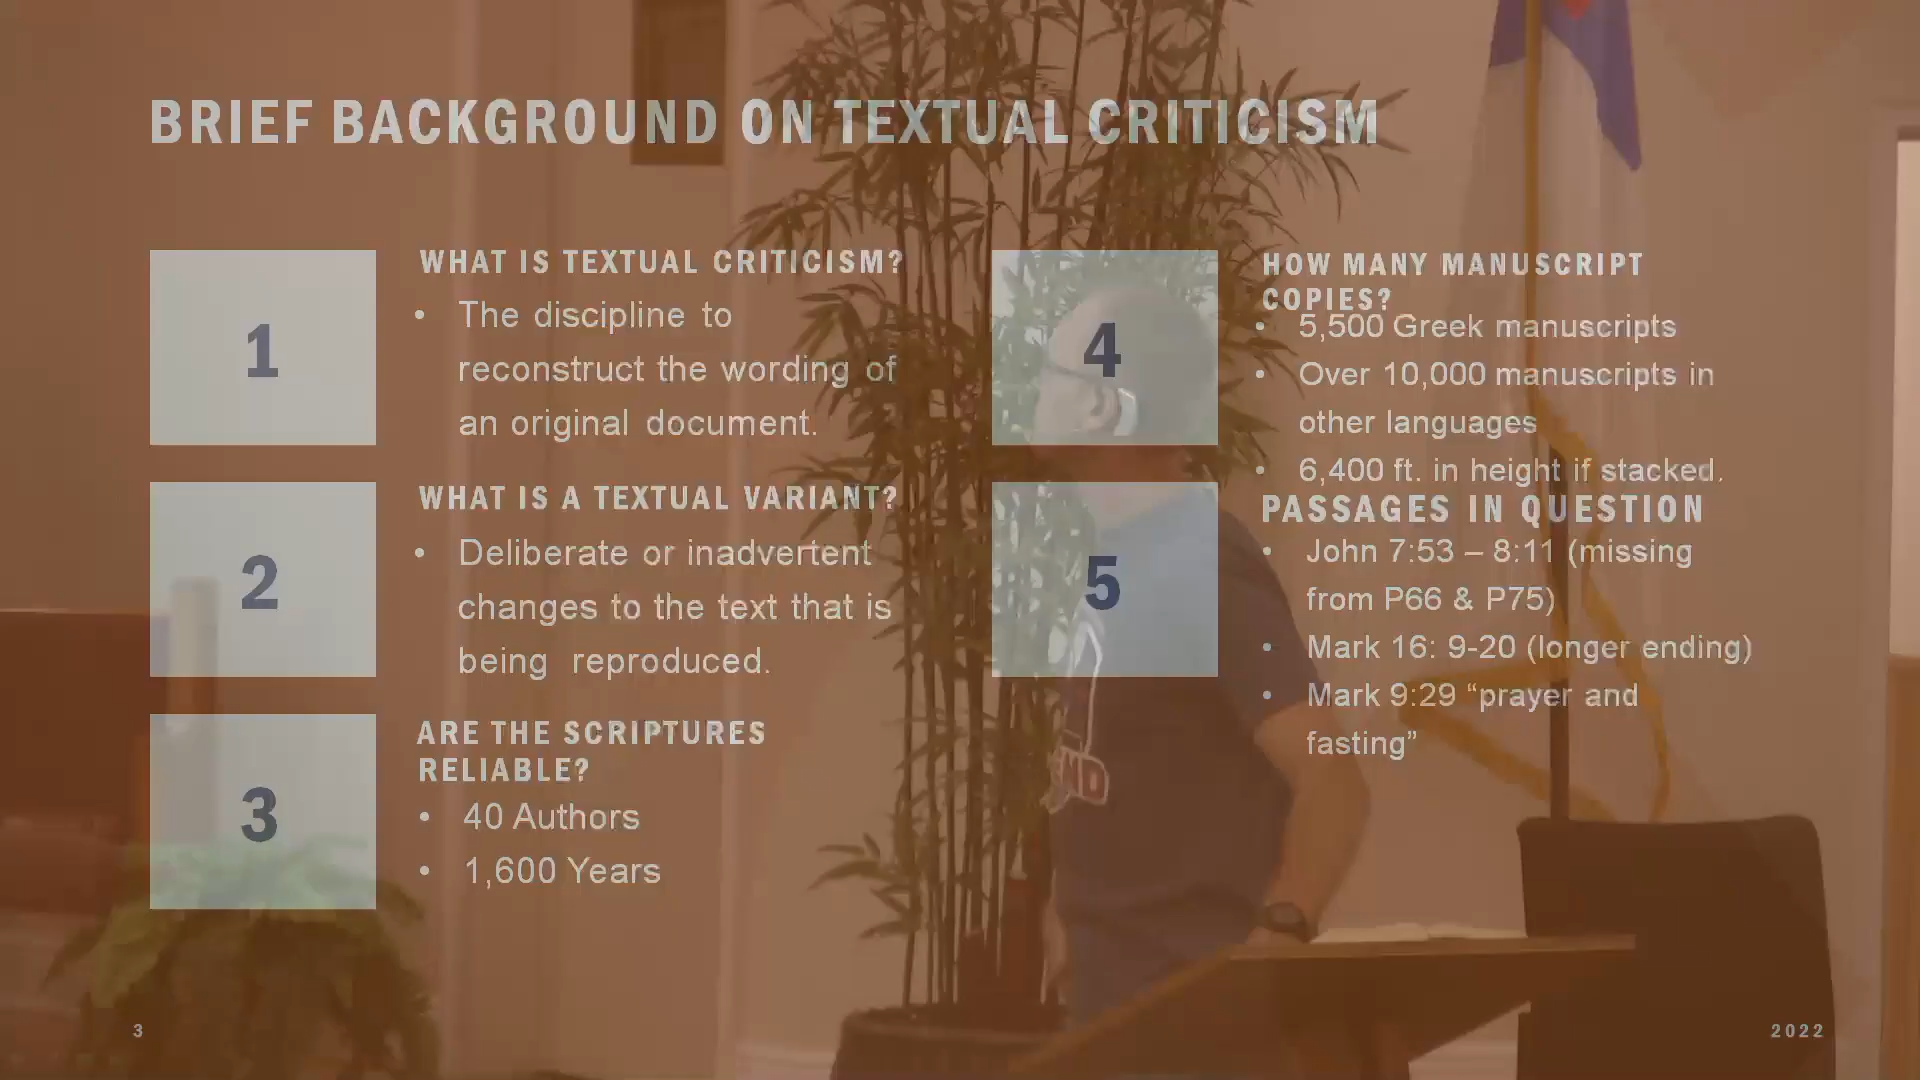 BRIEF BACKGROUND ON TEXTUAL CRITICISM
1
WHAT IS TEXTUAL CRITICISM?
• The discipline to
reconstruct the wording of
an original document.
2
WHAT IS A TEXTUAL VARIANT?
• Deliberate or inadvertent
changes to the text that is
being reproduced.
3
ARE THE SCRIPTURES
RELIABLE?
• 40 Authors
• 1,600 Years
4
HOW MANY MANUSCRIPT
COPIES?
• 5,500 Greek manuscripts
• Over 10,000 manuscripts in
other languages
• 6,400 ft. in height if stacked.
5
PASSAGES IN QUESTION
• John 7:53 – 8:11 (missing
from P66 & P75)
• Mark 16: 9-20 (longer ending)
• Mark 9:29 “prayer and
fasting”
3
2022